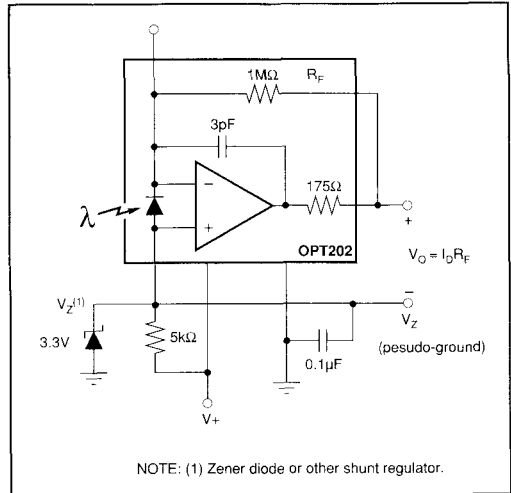 1MΩ R_F
3pF
175Ω
λ
−
+
+
OPT202
V_O = I_D R_F
V_Z(1)
−
V_Z
3.3V
5kΩ
(pesudo-ground)
0.1µF
V+
NOTE: (1) Zener diode or other shunt regulator.